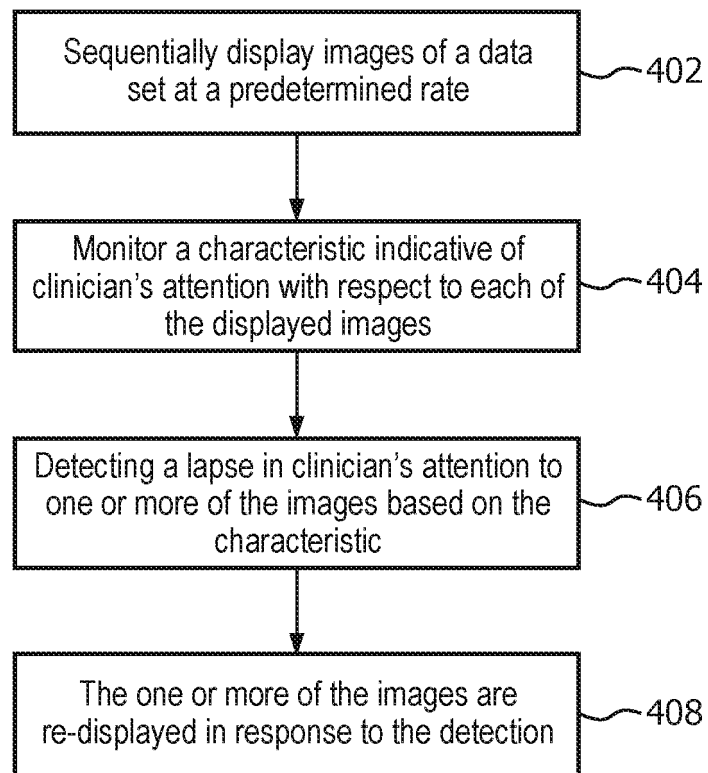 Sequentially display images of a data
set at a predetermined rate
402
Monitor a characteristic indicative of
clinician's attention with respect to each of
the displayed images
404
Detecting a lapse in clinician's attention to
one or more of the images based on the
characteristic
406
The one or more of the images are
re-displayed in response to the detection
408